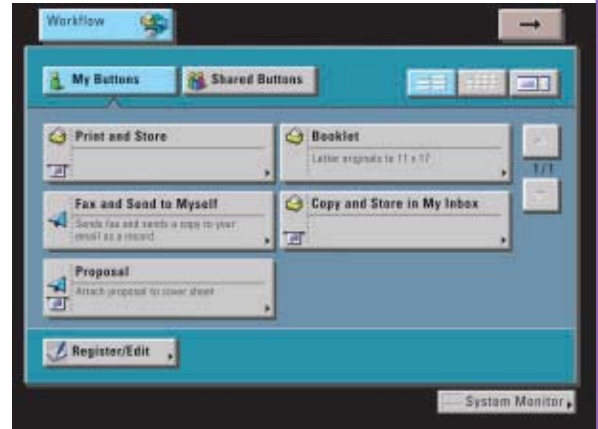 Workflow
My Buttons
Shared Buttons
Print and Store
Booklet
Letter originals to 11 x 17
1/1
Fax and Send to Myself
Sends fax and sends a copy to your
email as a record
Copy and Store in My Inbox
Proposal
Attach proposal to cover sheet
Register/Edit
System Monitor